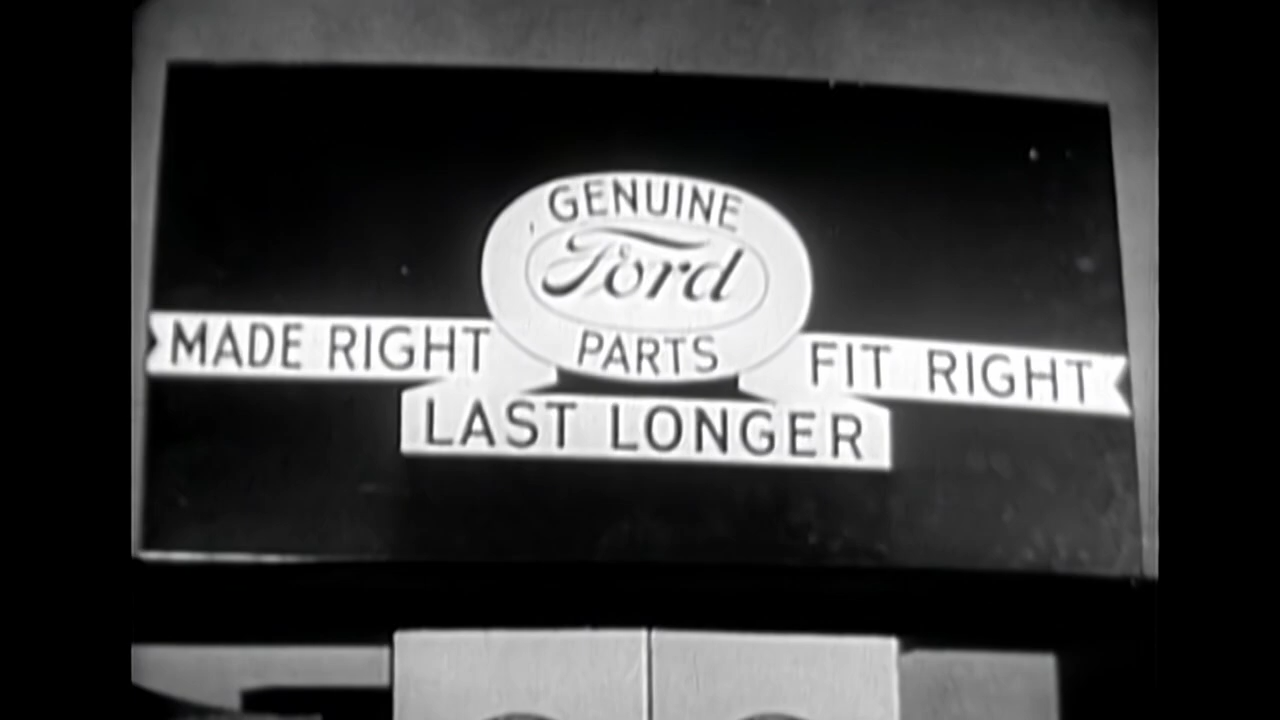 GENUINE
Ford
PARTS
MADE RIGHT
FIT RIGHT
LAST LONGER